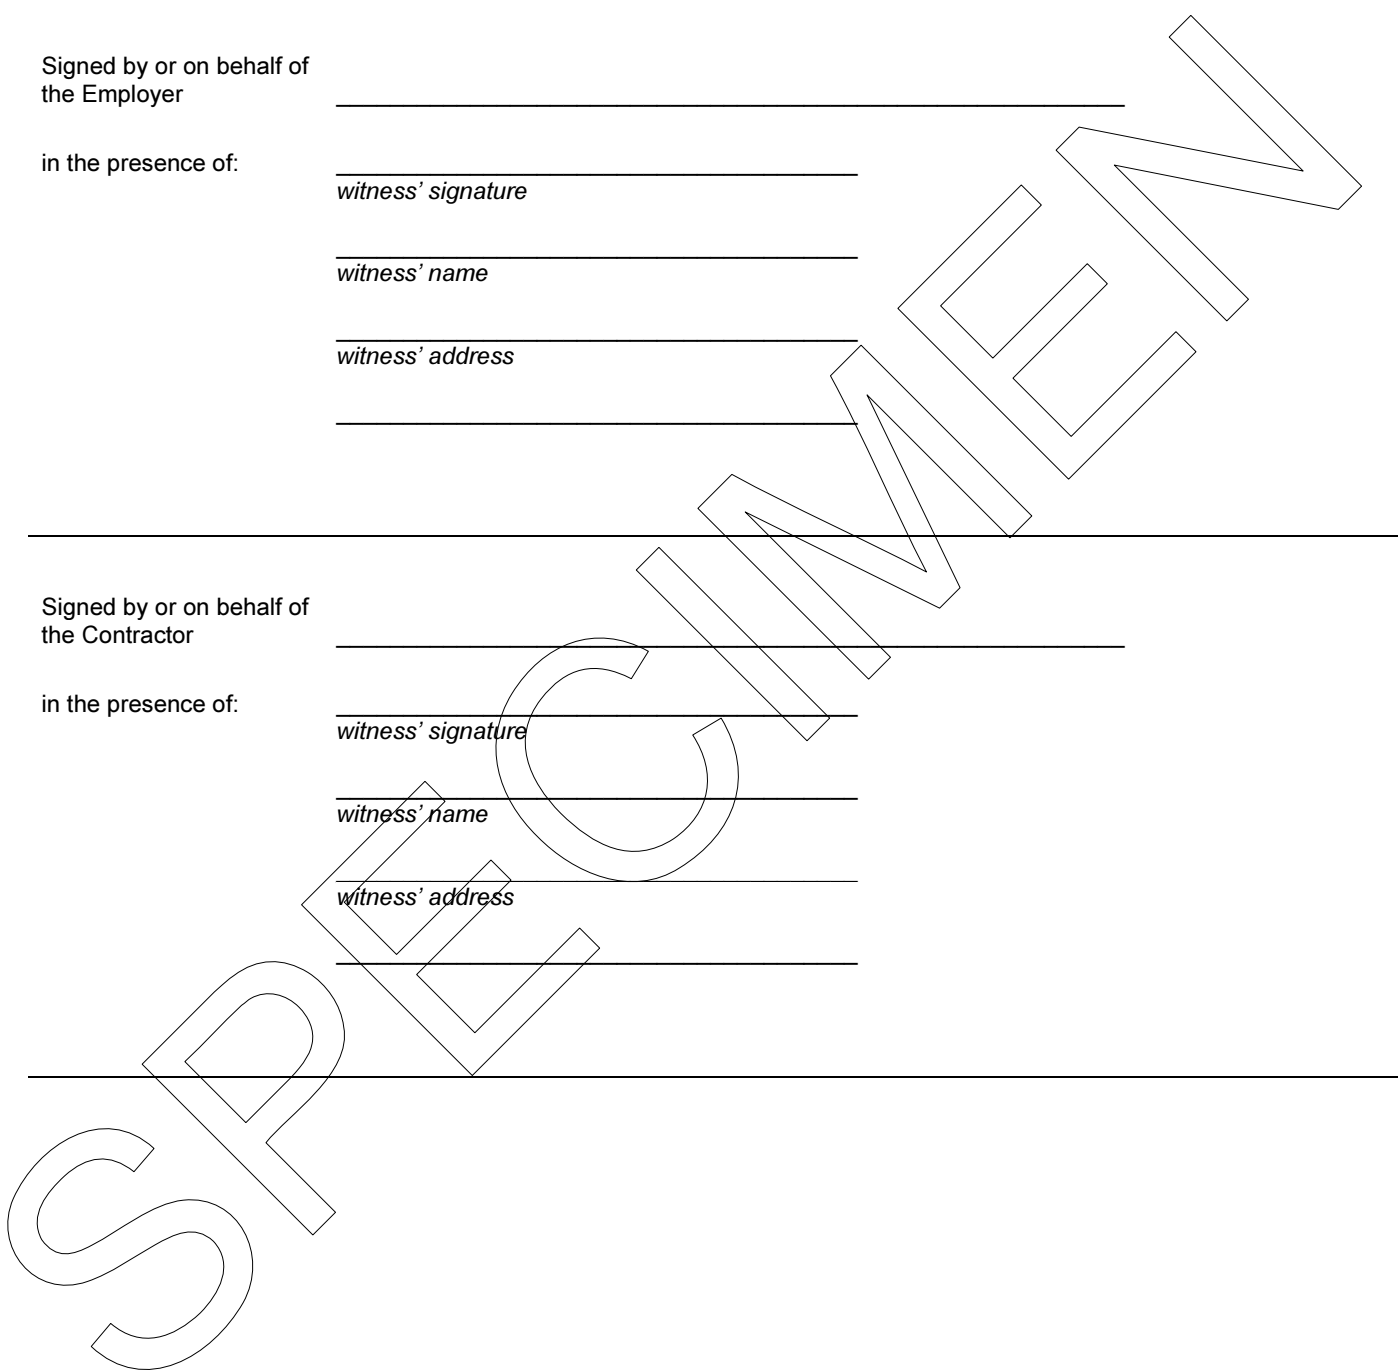 Signed by or on behalf of
the Employer
in the presence of:
witness’ signature
witness’ name
witness’ address
Signed by or on behalf of
the Contractor
in the presence of:
witness’ signature
witness’ name
witness’ address
SPECIMEN